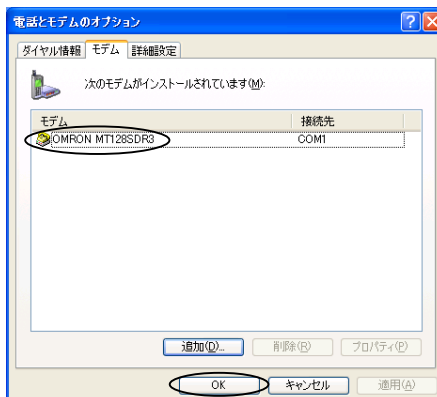 電話とモデムのオプション
ダイヤル情報 モデム 詳細設定
次のモデムがインストールされています(M):
モデム 接続先
OMRON MT128SDR3 COM1
追加(D)... 削除(R) プロパティ(P)
OK キャンセル 適用(A)